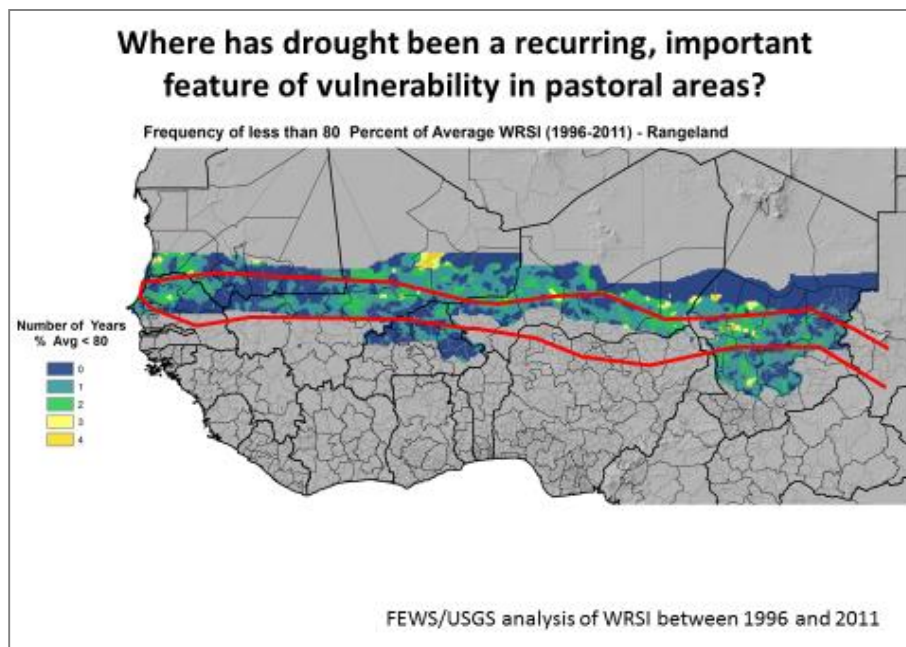 Where has drought been a recurring, important
feature of vulnerability in pastoral areas?
Frequency of less than 80 Percent of Average WRSI (1996-2011) - Rangeland
Number of Years
% Avg < 80
0
1
2
3
4
FEWS/USGS analysis of WRSI between 1996 and 2011